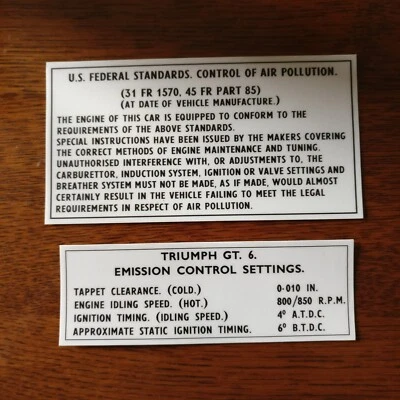 U.S. FEDERAL STANDARDS. CONTROL OF AIR POLLUTION.
(31 FR 1570. 45 FR PART 85)
(AT DATE OF VEHICLE MANUFACTURE.)
THE ENGINE OF THIS CAR IS EQUIPPED TO CONFORM TO THE
REQUIREMENTS OF THE ABOVE STANDARDS.
SPECIAL INSTRUCTIONS HAVE BEEN ISSUED BY THE MAKERS COVERING
THE CORRECT METHODS OF ENGINE MAINTENANCE AND TUNING.
UNAUTHORISED INTERFERENCE WITH, OR ADJUSTMENTS TO, THE
CARBURETTOR, INDUCTION SYSTEM, IGNITION OR VALVE SETTINGS AND
BREATHER SYSTEM MUST NOT BE MADE, AS IF MADE, WOULD ALMOST
CERTAINLY RESULT IN THE VEHICLE FAILING TO MEET THE LEGAL
REQUIREMENTS IN RESPECT OF AIR POLLUTION.
TRIUMPH GT. 6.
EMISSION CONTROL SETTINGS.
TAPPET CLEARANCE. (COLD.) 0·010 IN.
ENGINE IDLING SPEED. (HOT.) 800/850 R.P.M.
IGNITION TIMING. (IDLING SPEED.) 4° A.T.D.C.
APPROXIMATE STATIC IGNITION TIMING. 6° B.T.D.C.